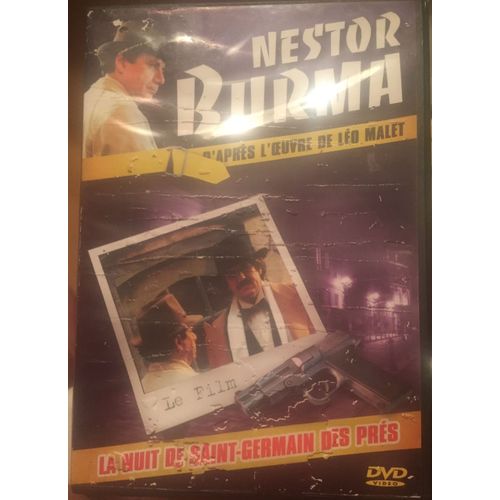 NESTOR
BURMA
D'APRÈS L'ŒUVRE DE LÉO MALET
Le Film
LA NUIT DE SAINT-GERMAIN DES PRÉS
DVD
VIDEO